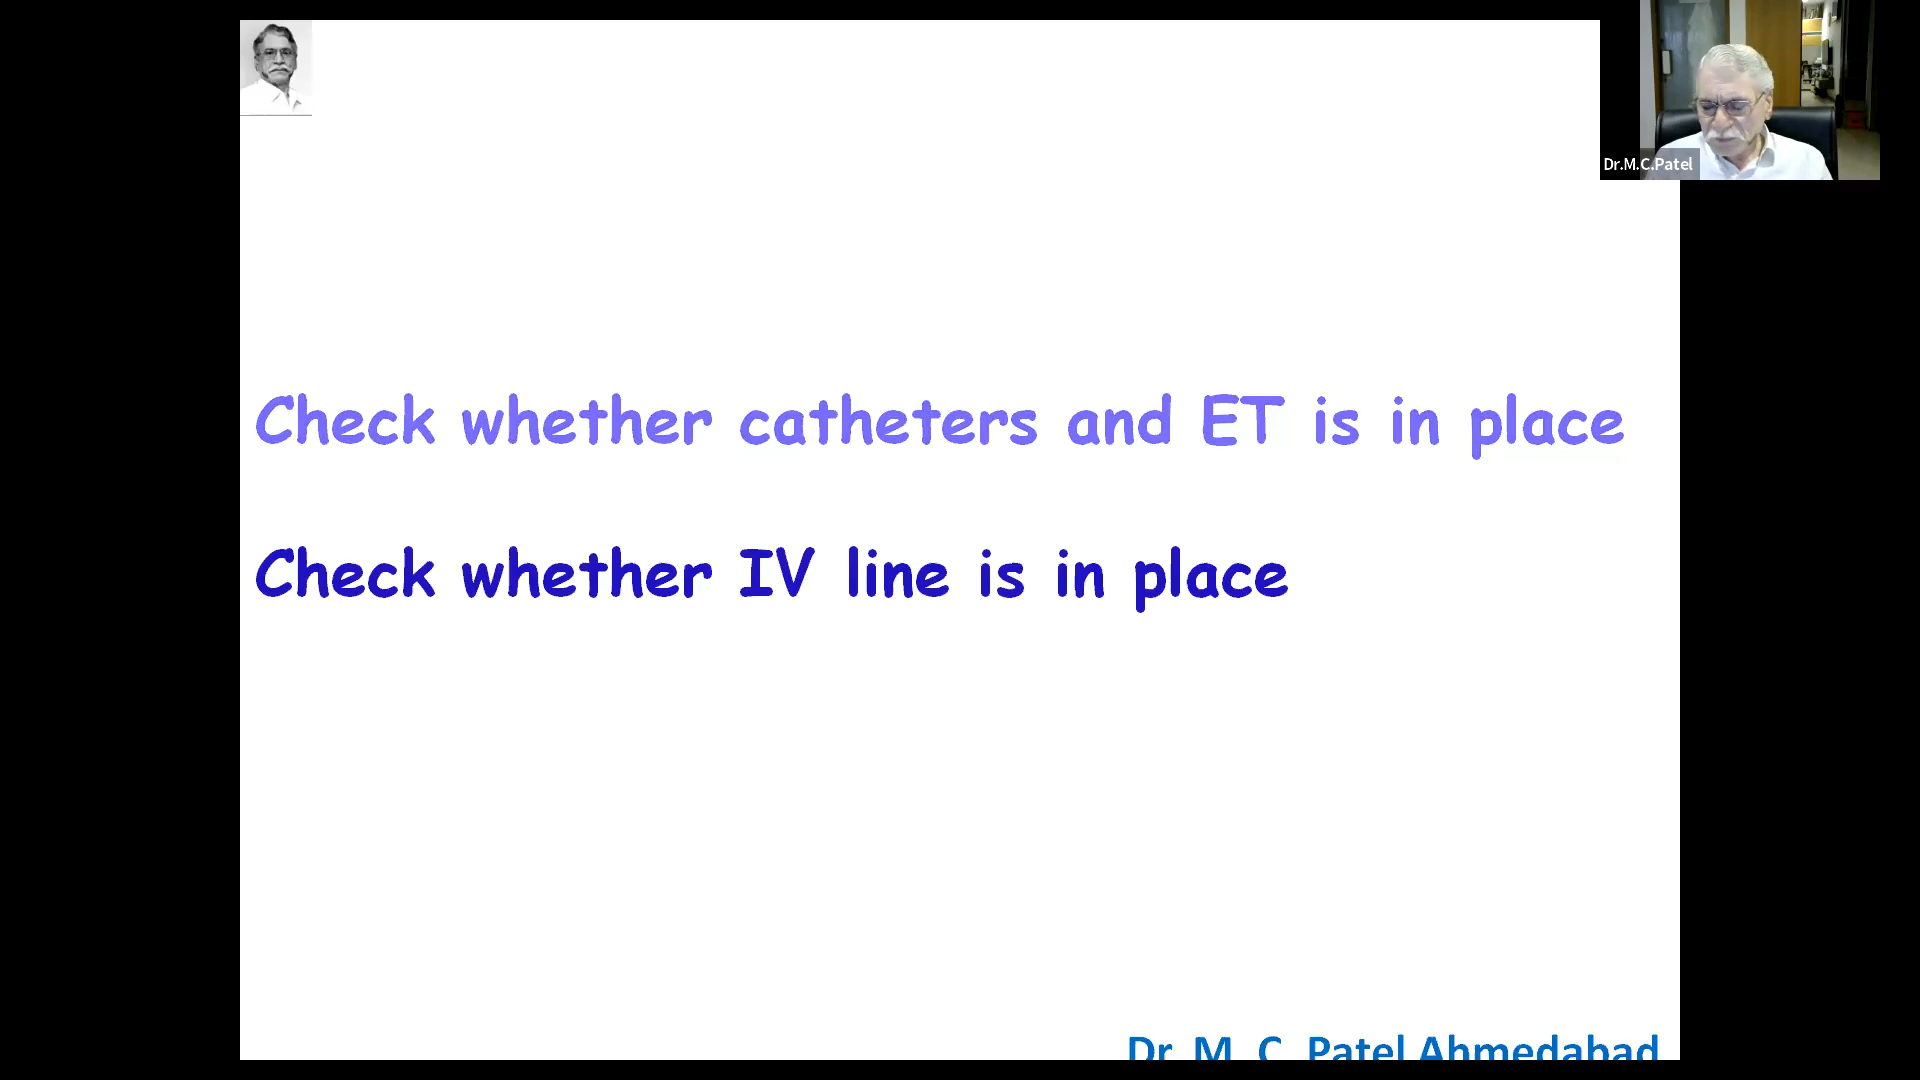 Dr.M.C.Patel
Check whether catheters and ET is in place
Check whether IV line is in place
Dr. M. C. Patel Ahmedabad